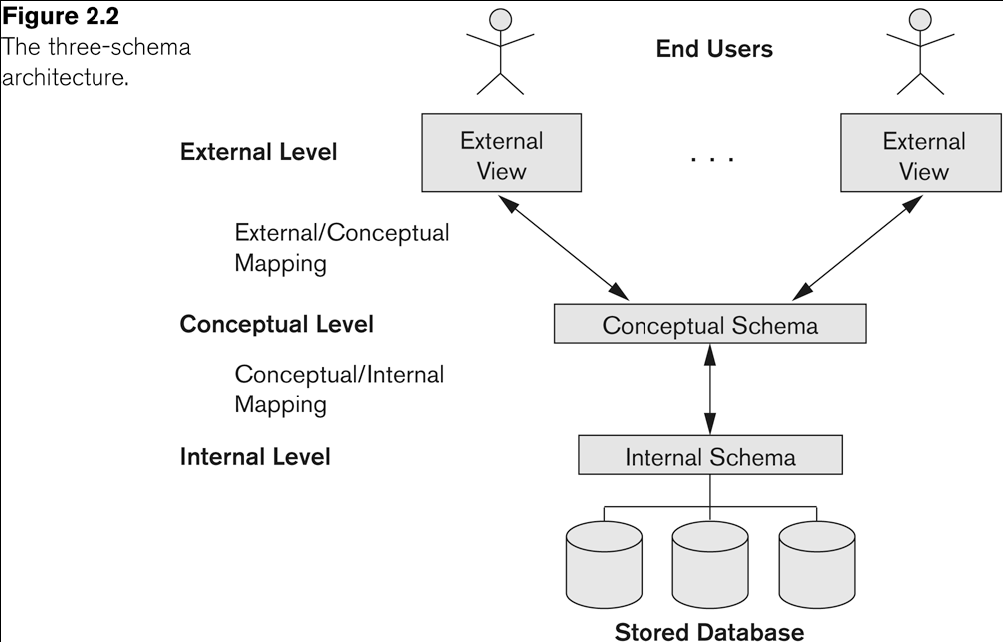 Figure 2.2
The three-schema
architecture.
End Users
External Level
External
View
. . .
External
View
External/Conceptual
Mapping
Conceptual Level
Conceptual Schema
Conceptual/Internal
Mapping
Internal Level
Internal Schema
Stored Database